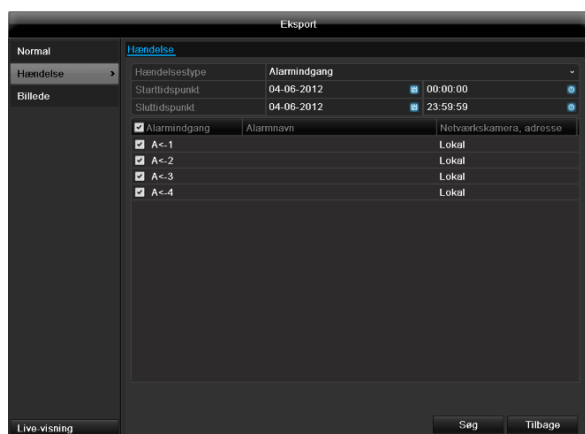 Eksport
Normal
Hændelse
Billede
Hændelse
Hændelsestype Alarmindgang
Starttidspunkt 04-06-2012 00:00:00
Sluttidspunkt 04-06-2012 23:59:59
Alarmindgang Alarmnavn Netværkskamera, adresse
A<-1 Lokal
A<-2 Lokal
A<-3 Lokal
A<-4 Lokal
Live-visning
Søg Tilbage